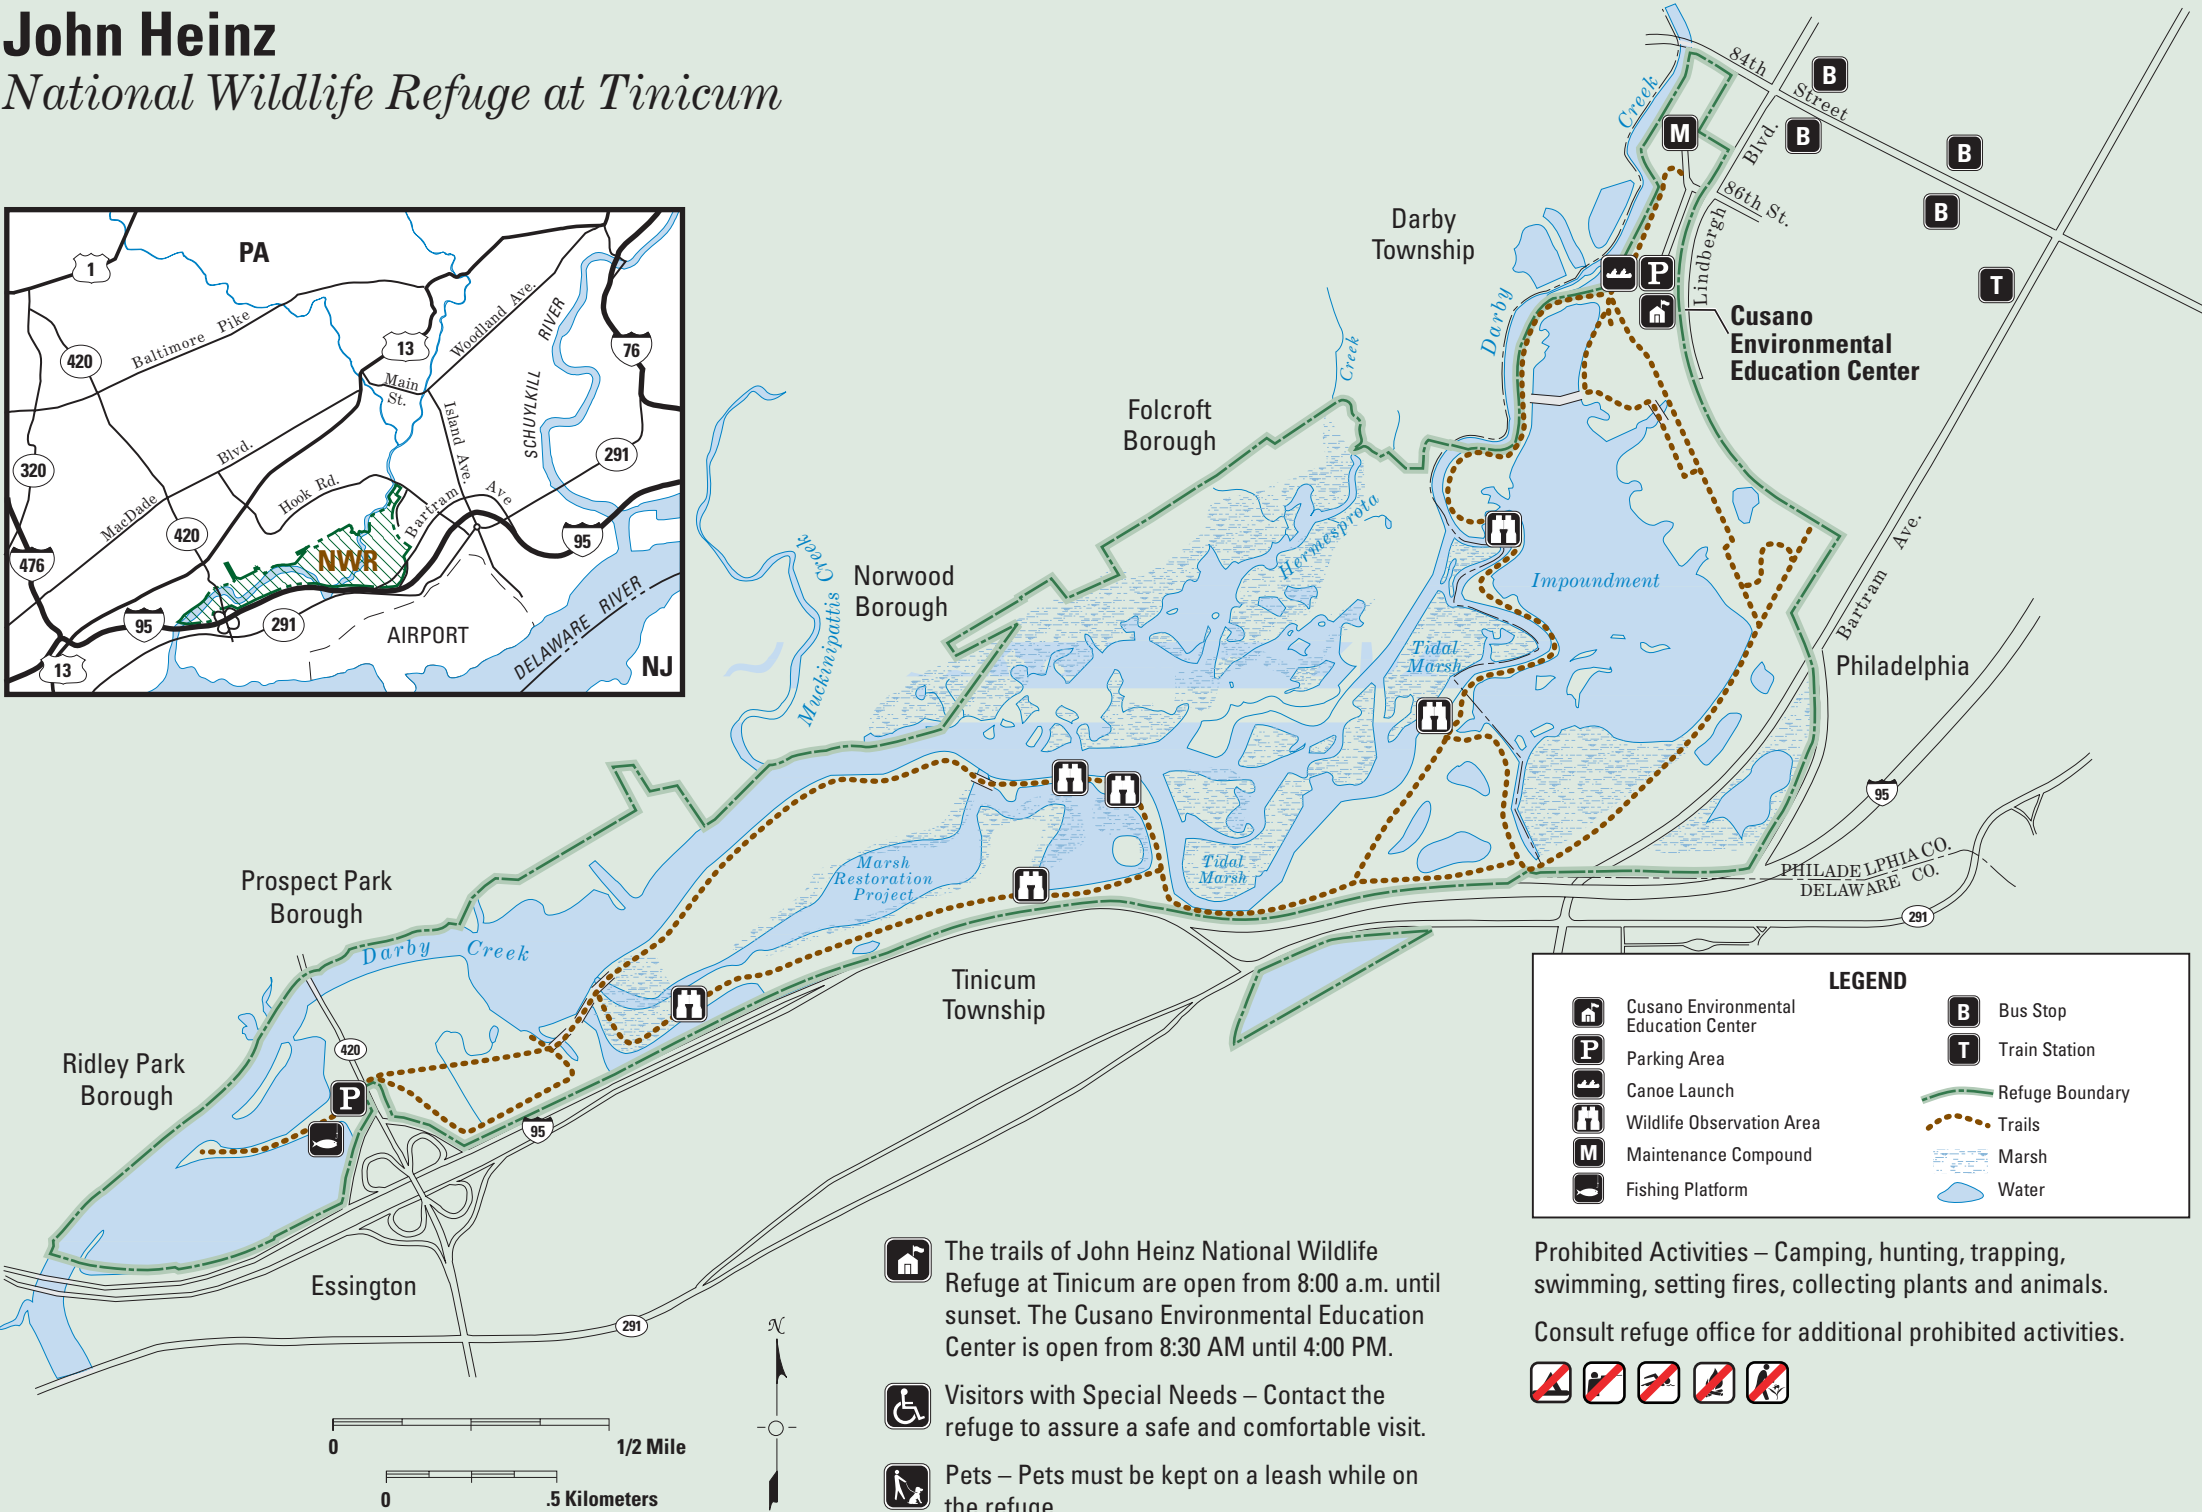 John Heinz
National Wildlife Refuge at Tinicum
PA
1
Baltimore Pike
420
13
Woodland Ave.
RIVER
76
Main
St.
SCHUYLKILL
Island Ave.
320
Blvd.
291
MacDade
Hook Rd.
Bartram
Ave
420
95
476
NWR
95
291
AIRPORT
DELAWARE RIVER
13
NJ
84th
Street
B
B
B
B
T
Creek
M
Blvd.
86th St.
Lindbergh
Darby
Township
P
Darby
Cusano
Environmental
Education Center
Creek
Folcroft
Borough
Hermesprota
Norwood
Borough
Muckinipatis Creek
Impoundment
Bartram Ave.
Tidal
Marsh
Philadelphia
95
Marsh
Restoration
Project
Tidal
Marsh
PHILADELPHIA CO.
DELAWARE CO.
291
Prospect Park
Borough
Darby Creek
Tinicum
Township
420
Ridley Park
Borough
P
95
Essington
291
LEGEND
Cusano Environmental
Education Center
P Parking Area
Canoe Launch
Wildlife Observation Area
M Maintenance Compound
Fishing Platform
B Bus Stop
T Train Station
Refuge Boundary
Trails
Marsh
Water
N
0 1/2 Mile
0 .5 Kilometers
The trails of John Heinz National Wildlife
Refuge at Tinicum are open from 8:00 a.m. until
sunset. The Cusano Environmental Education
Center is open from 8:30 AM until 4:00 PM.
Visitors with Special Needs – Contact the
refuge to assure a safe and comfortable visit.
Pets – Pets must be kept on a leash while on
the refuge.
Prohibited Activities – Camping, hunting, trapping,
swimming, setting fires, collecting plants and animals.
Consult refuge office for additional prohibited activities.